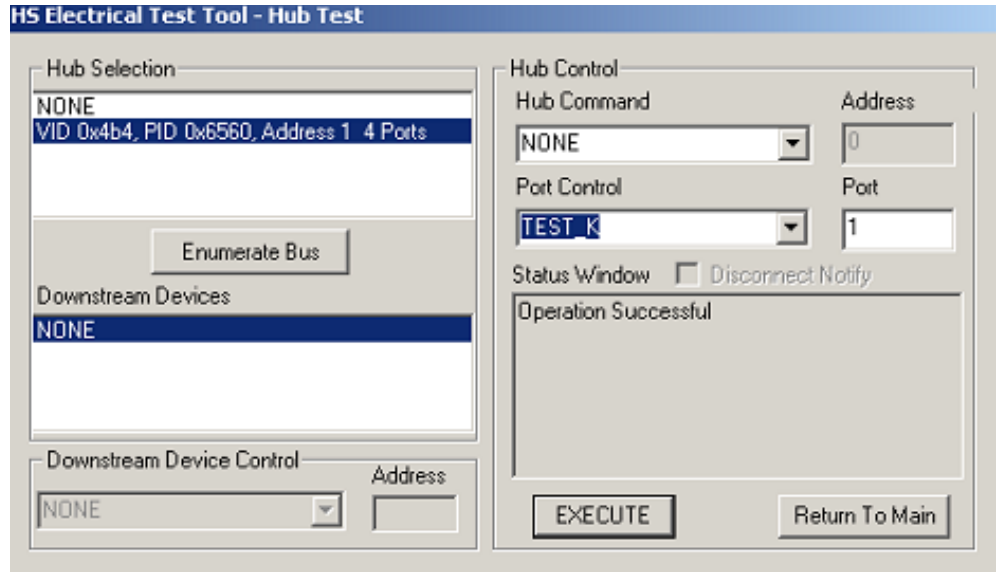 HS Electrical Test Tool - Hub Test
Hub Selection
NONE
VID 0x4b4, PID 0x6560, Address 1 4 Ports
Enumerate Bus
Downstream Devices
NONE
Downstream Device Control
Address
NONE
Hub Control
Hub Command Address
NONE 0
Port Control Port
TEST_K 1
Status Window Disconnect Notify
Operation Successful
EXECUTE Return To Main